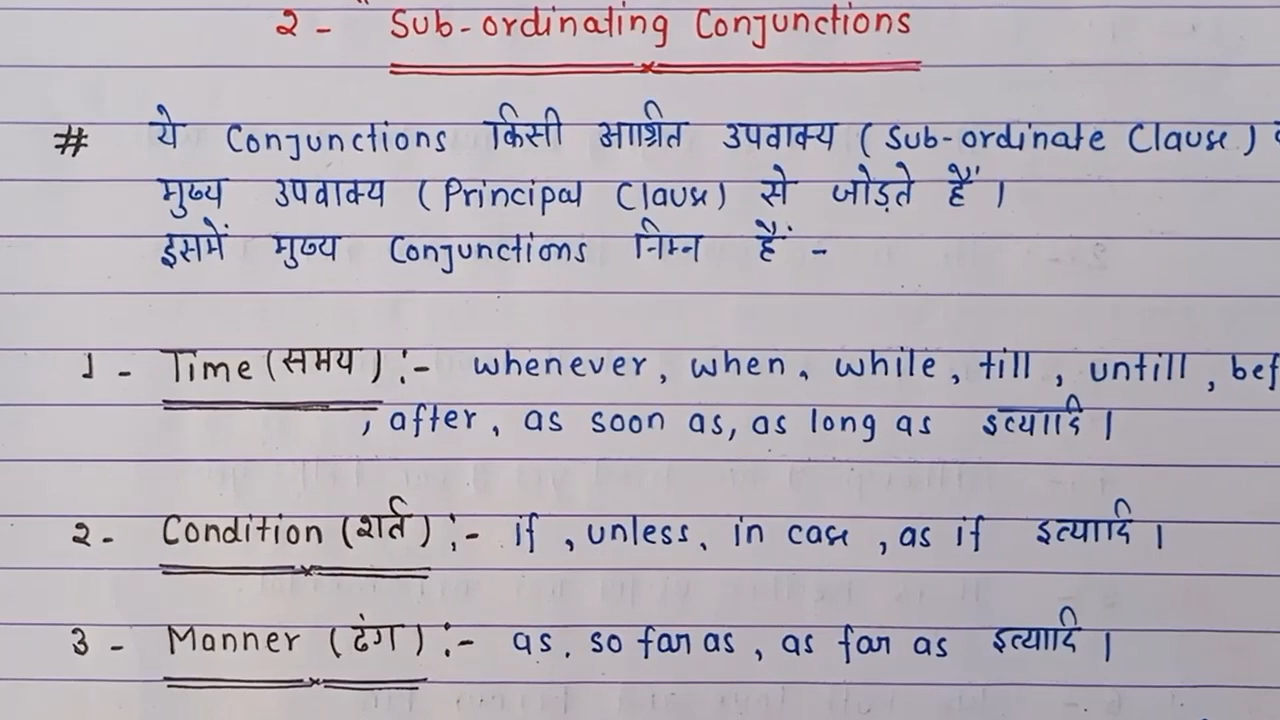 2 - Sub-ordinating Conjunctions
# ये Conjunctions किसी आश्रित उपवाक्य ( Sub-ordinate Clause )
मुख्य उपवाक्य ( Principal Clause ) से जोड़ते हैं ।
इसमें मुख्य Conjunctions निम्न हैं -
1 - Time (समय) :- whenever, when, while, till, untill, bef
, after, as soon as, as long as इत्यादि ।
2 - Condition (शर्त) :- if, unless, in case, as if इत्यादि ।
3 - Manner (ढंग) :- as, so far as, as far as इत्यादि ।